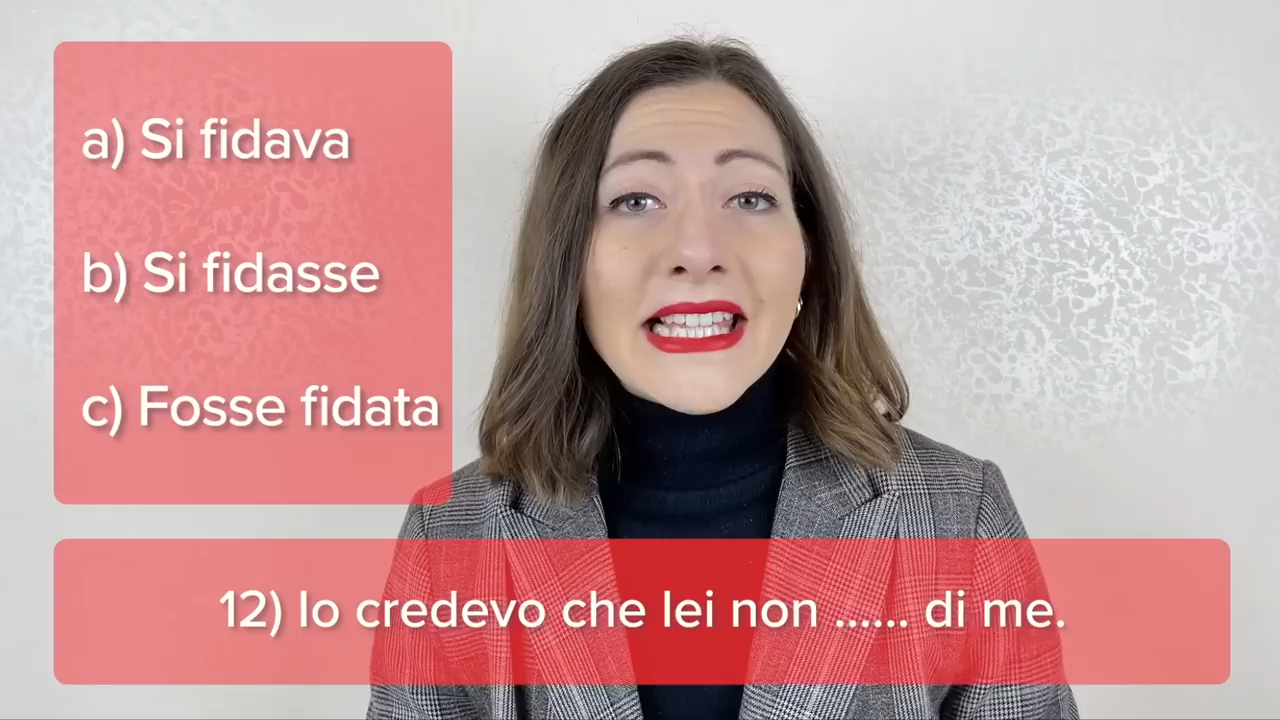 a) Si fidava
b) Si fidasse
c) Fosse fidata
12) Io credevo che lei non ...... di me.